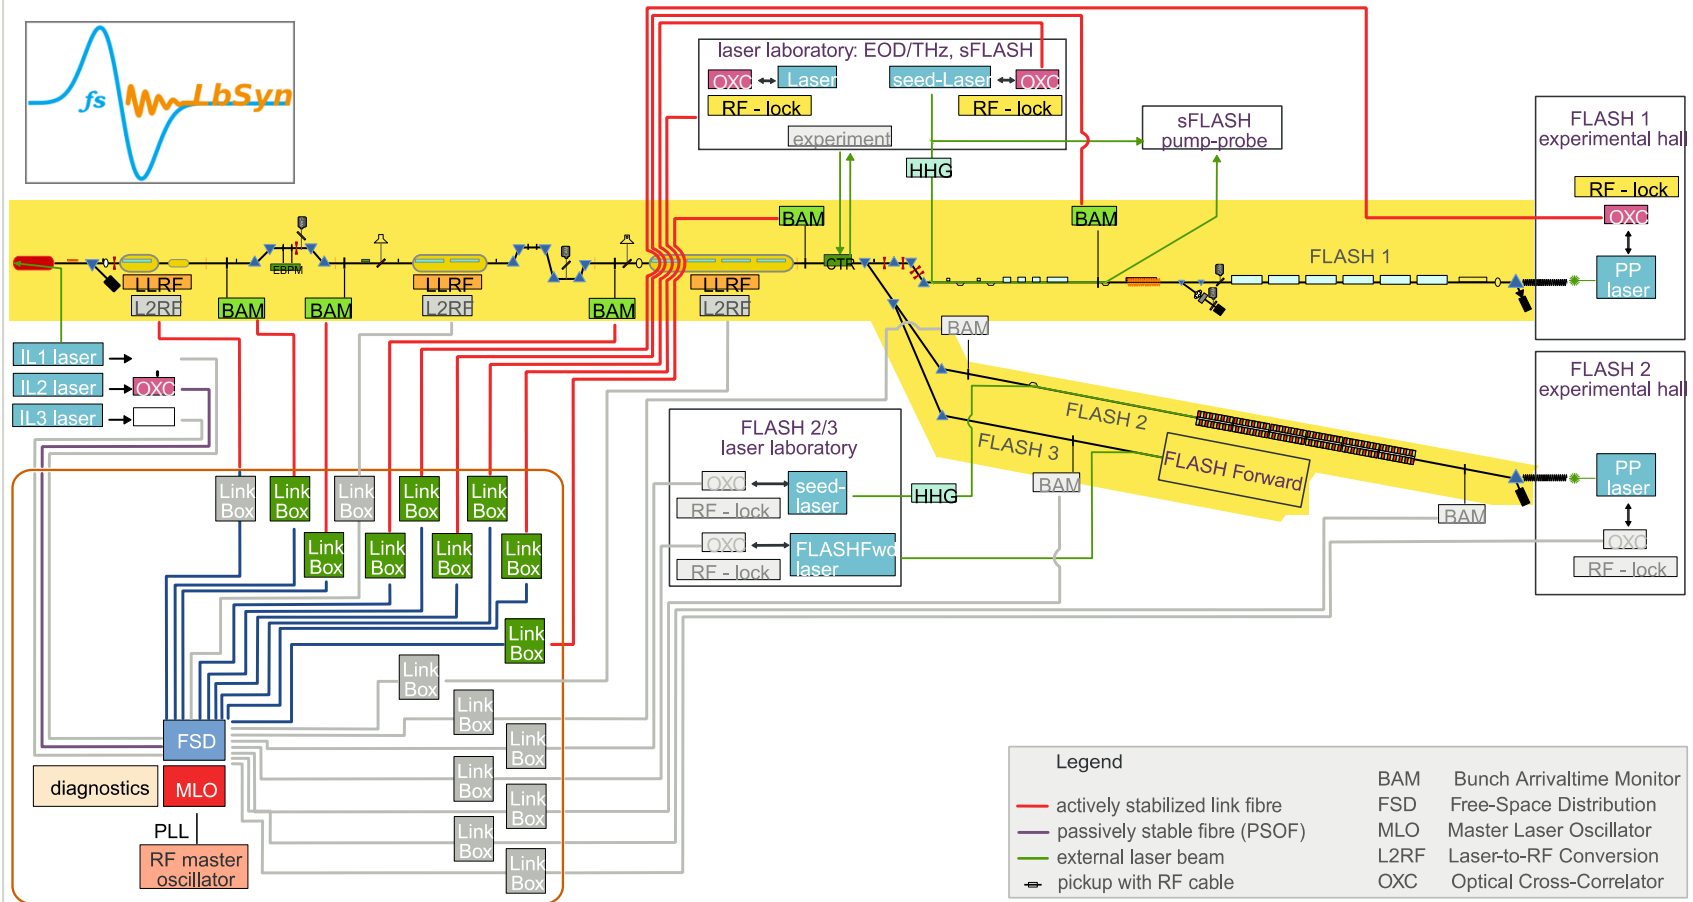 fs
LbSyn
laser laboratory: EOD/THz, sFLASH
OXC
Laser
seed-Laser
OXC
RF - lock
RF - lock
experiment
HHG
sFLASH
pump-probe
FLASH 1
experimental hall
RF - lock
OXC
PP
laser
BAM
BAM
EBPM
CTR
FLASH 1
LLRF
L2RF
BAM
BAM
LLRF
L2RF
BAM
LLRF
L2RF
BAM
IL1 laser
IL2 laser
OXC
IL3 laser
FLASH 2
experimental hall
PP
laser
OXC
RF - lock
FLASH 2
FLASH 3
FLASH Forward
BAM
BAM
FLASH 2/3
laser laboratory
OXC
seed-
laser
RF - lock
HHG
OXC
FLASHFwd
laser
RF - lock
Link
Box
Link
Box
Link
Box
Link
Box
Link
Box
Link
Box
Link
Box
Link
Box
Link
Box
Link
Box
Link
Box
Link
Box
Link
Box
Link
Box
Link
Box
Link
Box
FSD
diagnostics
MLO
PLL
RF master
oscillator
Legend
actively stabilized link fibre
passively stable fibre (PSOF)
external laser beam
pickup with RF cable
BAM Bunch Arrivaltime Monitor
FSD Free-Space Distribution
MLO Master Laser Oscillator
L2RF Laser-to-RF Conversion
OXC Optical Cross-Correlator